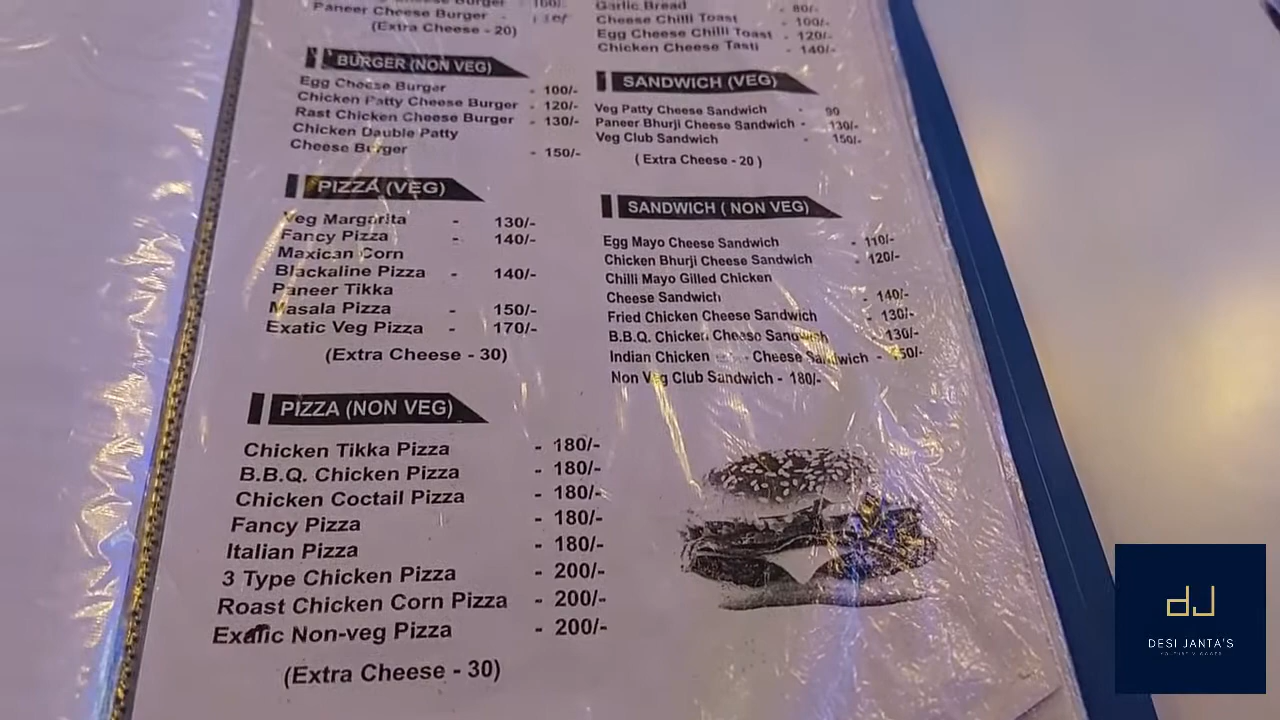 Paneer Cheese Burger -
(Extra Cheese - 20)
BURGER (NON VEG)
Egg Cheese Burger - 100/-
Chicken Patty Cheese Burger - 120/-
Rast Chicken Cheese Burger - 130/-
Chicken Dauble Patty
Cheese Burger - 150/-
PIZZA (VEG)
Veg Margarita - 130/-
Fancy Pizza - 140/-
Maxican Corn
Blackaline Pizza - 140/-
Paneer Tikka
Masala Pizza - 150/-
Exatic Veg Pizza - 170/-
(Extra Cheese - 30)
PIZZA (NON VEG)
Chicken Tikka Pizza - 180/-
B.B.Q. Chicken Pizza - 180/-
Chicken Coctail Pizza - 180/-
Fancy Pizza - 180/-
Italian Pizza - 180/-
3 Type Chicken Pizza - 200/-
Roast Chicken Corn Pizza - 200/-
Exatic Non-veg Pizza - 200/-
(Extra Cheese - 30)
Garlic Bread - 80/-
Cheese Chilli Toast - 100/-
Egg Cheese Chilli Toast - 120/-
Chicken Cheese Tasti - 140/-
SANDWICH (VEG)
Veg Patty Cheese Sandwich - 90
Paneer Bhurji Cheese Sandwich - 130/-
Veg Club Sandwich - 150/-
( Extra Cheese - 20 )
SANDWICH ( NON VEG)
Egg Mayo Cheese Sandwich - 110/-
Chicken Bhurji Cheese Sandwich - 120/-
Chilli Mayo Gilled Chicken
Cheese Sandwich - 140/-
Fried Chicken Cheese Sandwich - 130/-
B.B.Q. Chicken Cheese Sandwich - 130/-
Indian Chicken Cheese Sandwich -
Non Veg Club Sandwich - 180/-
dJ
DESI JANTA'S